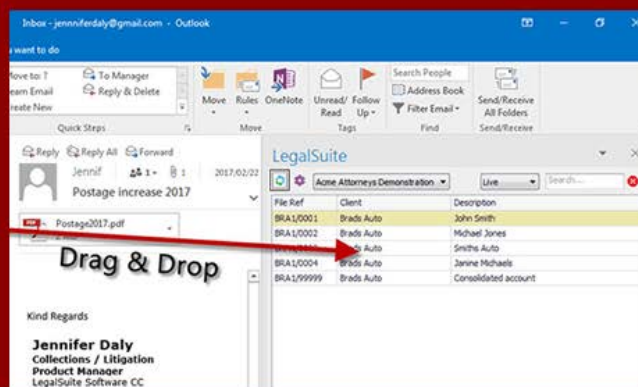 Inbox - jennniferdaly@gmail.com - Outlook
u want to do
Move to: ?
To Manager
eam Email
Reply & Delete
reate New
Quick Steps
Move
Rules
OneNote
Move
Unread/ Read
Follow Up
Tags
Search People
Address Book
Filter Email
Find
Send/Receive All Folders
Send/Receive
Reply Reply All Forward
Jennif 1 1 2017/02/22
Postage increase 2017
Postage2017.pdf
Drag & Drop
Kind Regards
Jennifer Daly
Collections / Litigation
Product Manager
LegalSuite Software CC
LegalSuite
Acme Attorneys Demonstration Live Search...
File Ref Client Description
BRA1/0001 Brads Auto John Smith
BRA1/0002 Brads Auto Michael Jones
Brads Auto Smiths Auto
BRA1/0004 Brads Auto Janine Michaels
BRA1/99999 Brads Auto Consolidated account